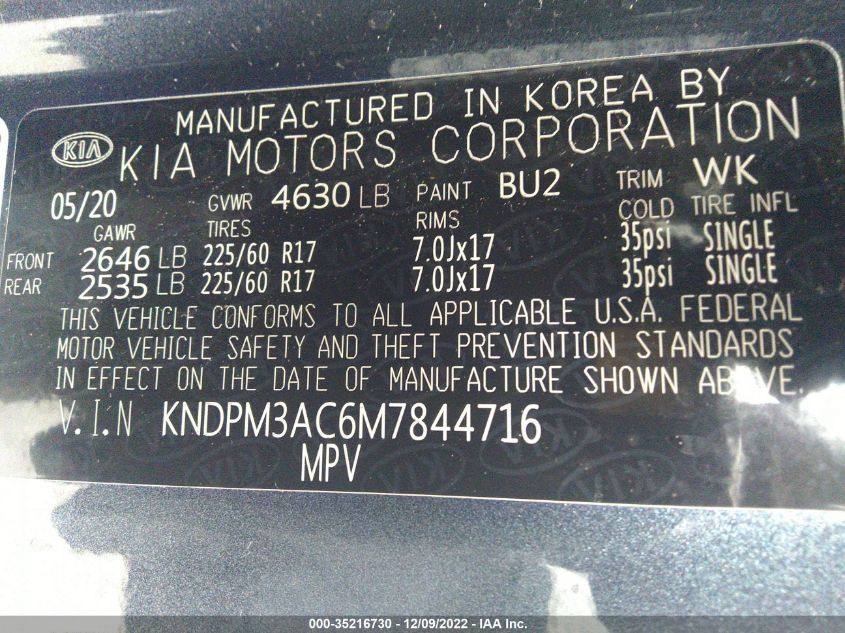 MANUFACTURED IN KOREA BY
KIA KIA MOTORS CORPORATION
05/20 GVWR 4630 LB PAINT BU2 TRIM WK
GAWR TIRES RIMS COLD TIRE INFL
FRONT 2646 LB 225/60 R17 7.0Jx17 35psi SINGLE
REAR 2535 LB 225/60 R17 7.0Jx17 35psi SINGLE
THIS VEHICLE CONFORMS TO ALL APPLICABLE U.S.A. FEDERAL
MOTOR VEHICLE SAFETY AND THEFT PREVENTION STANDARDS
IN EFFECT ON THE DATE OF MANUFACTURE SHOWN ABOVE.
V.I.N KNDPM3AC6M7844716
MPV
000-35216730 - 12/09/2022 - IAA Inc.